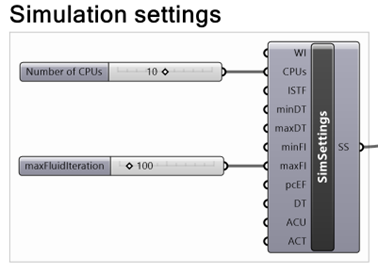 Simulation settings
Number of CPUs
10
maxFluidIteration
100
WI
CPUs
ISTF
minDT
maxDT
minFI
maxFI
pcEF
DT
ACU
ACT
SimSettings
SS